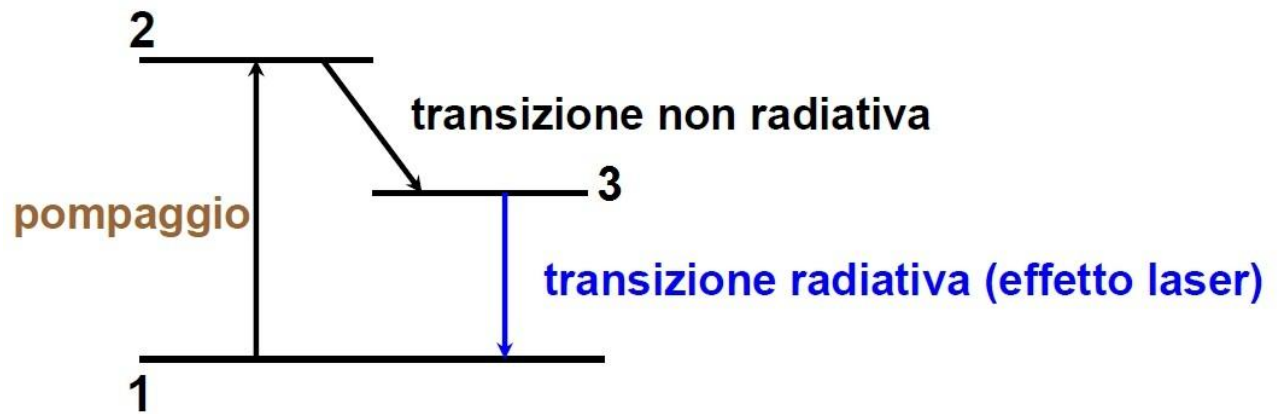 2
transizione non radiativa
3
pompaggio
transizione radiativa (effetto laser)
1